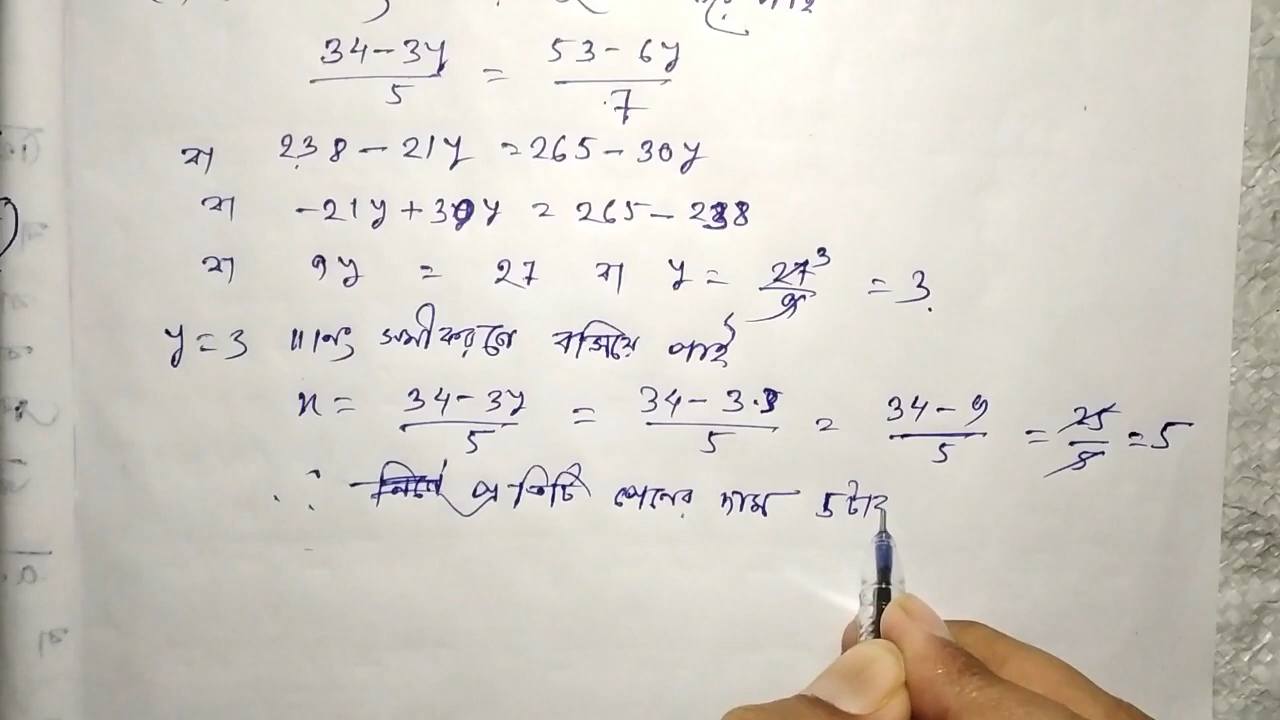 34-3y/5 = 53-6y/7
বা 238-21y = 265-30y
বা -21y+30y = 265-238
বা 9y = 27 বা y = 27/9 3 = 3.
y=3 সমীকরণে বসিয়ে পাই
x = 34-3y/5 = 34-3.3/5 = 34-9/5 = 25/5 = 5
∴ প্রতিটি পেনের দাম 5 টাক